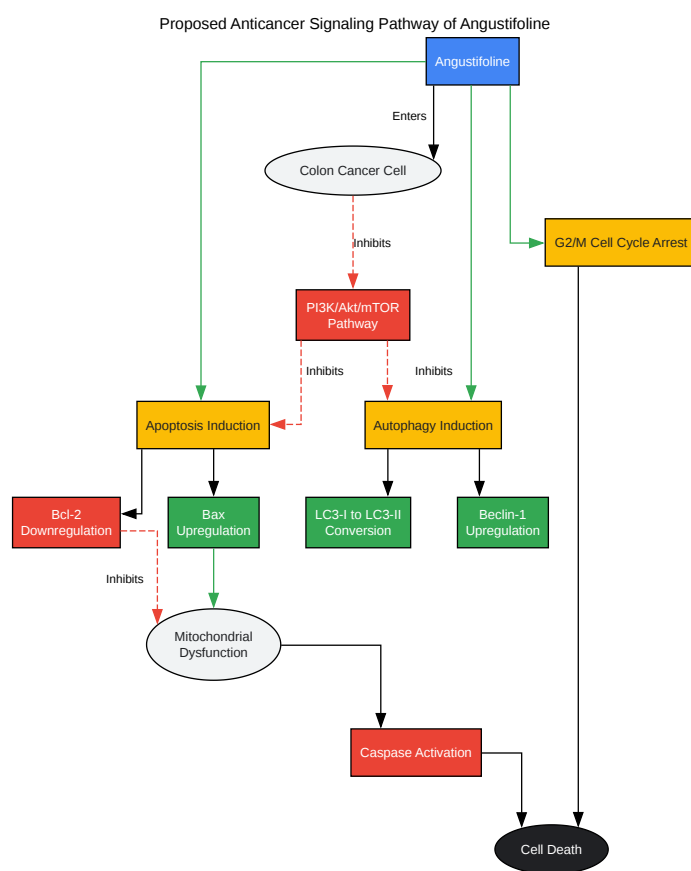 Proposed Anticancer Signaling Pathway of Angustifoline
Angustifoline
Enters
Colon Cancer Cell
G2/M Cell Cycle Arrest
Inhibits
PI3K/Akt/mTOR
Pathway
Inhibits
Inhibits
Apoptosis Induction
Autophagy Induction
Bcl-2
Downregulation
Bax
Upregulation
LC3-I to LC3-II
Conversion
Beclin-1
Upregulation
Inhibits
Mitochondrial
Dysfunction
Caspase Activation
Cell Death